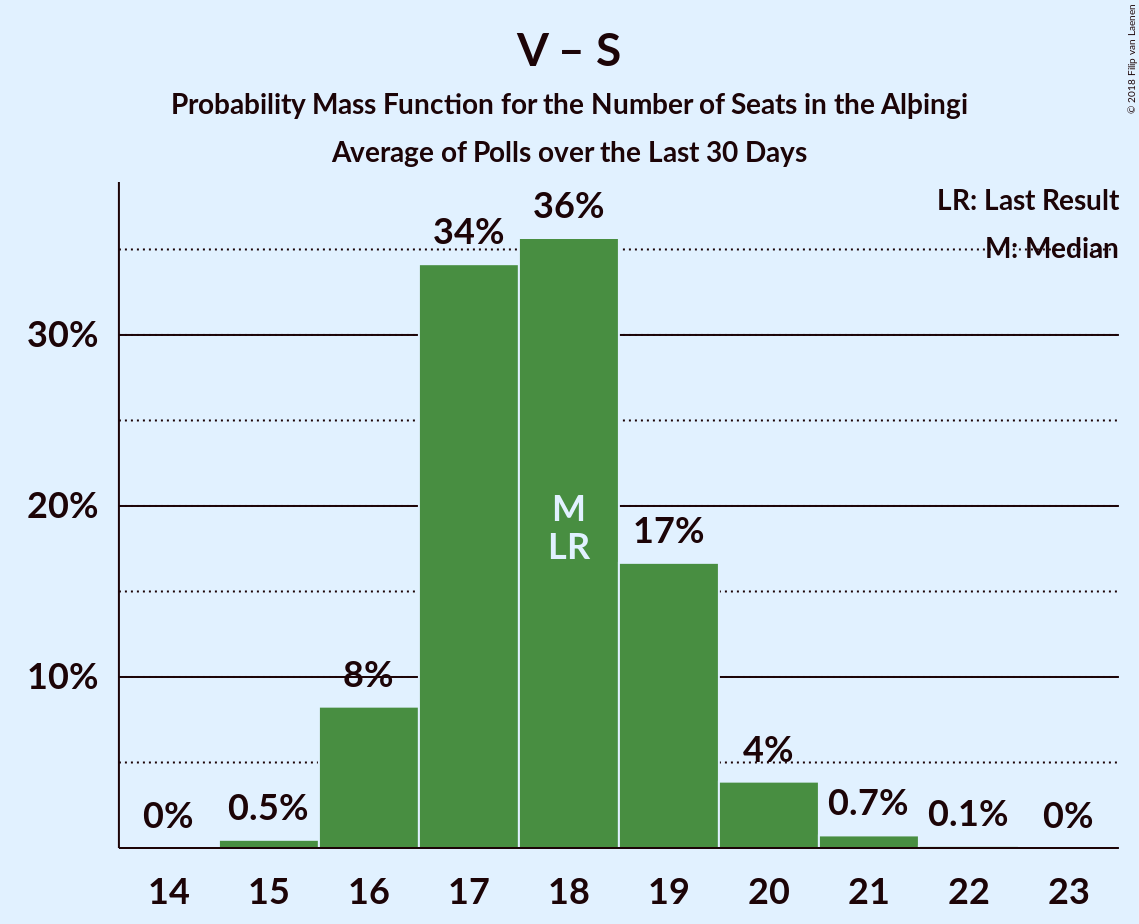 V – S
Probability Mass Function for the Number of Seats in the Alþingi
Average of Polls over the Last 30 Days
© 2018 Filip van Laenen
LR: Last Result
M: Median
30%
20%
10%
0%
0.5%
8%
34%
36%
17%
4%
0.7%
0.1%
0%
M
LR
14 15 16 17 18 19 20 21 22 23